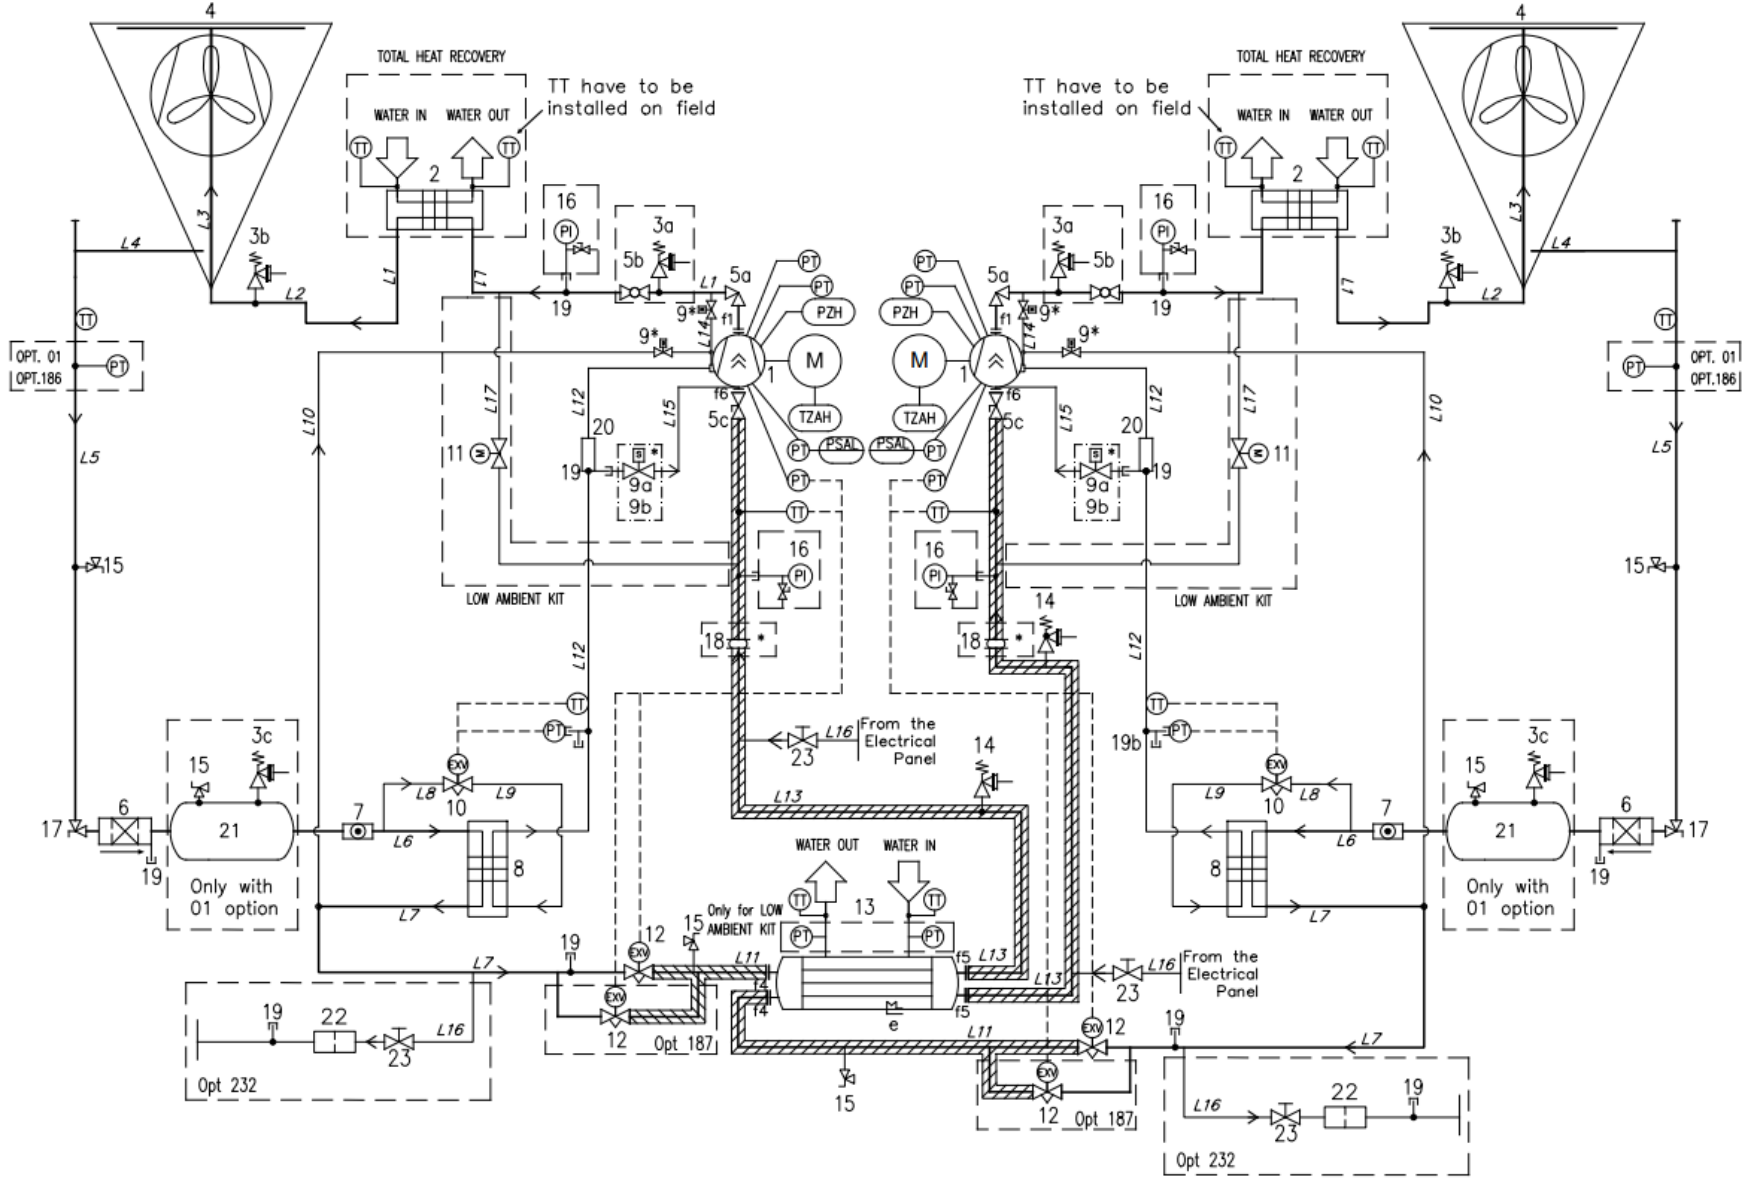 4
4
TOTAL HEAT RECOVERY
TOTAL HEAT RECOVERY
TT have to be
installed on field
TT have to be
installed on field
WATER IN
WATER OUT
WATER IN
WATER OUT
TT
TT
TT
TT
2
2
16
16
L3
L3
PI
PI
3b
3a
3a
3b
L4
L4
5b
5b
L1
L1
PT
PT
5a
5a
L1
L1
L1
L2
L2
19
19
PT
PT
f1
f1
9*
9*
PZH
PZH
L14
L14
TT
TT
9*
9*
OPT. 01
OPT.186
PT
PT
OPT. 01
OPT.186
M
M
1
1
L10
L17
L12
L15
f6
f6
L15
L12
L17
L10
5c
5c
TZAH
TZAH
20
20
PT
PSAL
PSAL
PT
L5
L5
11
M
S
*
S
*
M
11
19
9a
9b
9a
9b
19
PT
PT
TT
TT
16
16
PI
PI
15
15
LOW AMBIENT KIT
LOW AMBIENT KIT
14
18
*
18
*
L12
L12
TT
TT
PT
PT
19b
L16
From the
Electrical
Panel
23
3c
15
EXV
10
L8
L9
14
EXV
10
L9
L8
3c
15
L13
17
6
21
7
L6
8
8
L6
7
21
6
17
19
19
Only with
01 option
Only with
01 option
WATER OUT
WATER IN
TT
TT
13
PT
PT
Only for LOW
AMBIENT KIT
L7
L7
15
12
19
EXV
L7
L11
f4
f4
f5
f5
L13
L13
e
EXV
12
Opt 187
L16
From the
Electrical
Panel
23
19
22
23
L16
Opt 232
L11
EXV
12
19
L7
15
EXV
12
Opt 187
L16
23
22
19
Opt 232